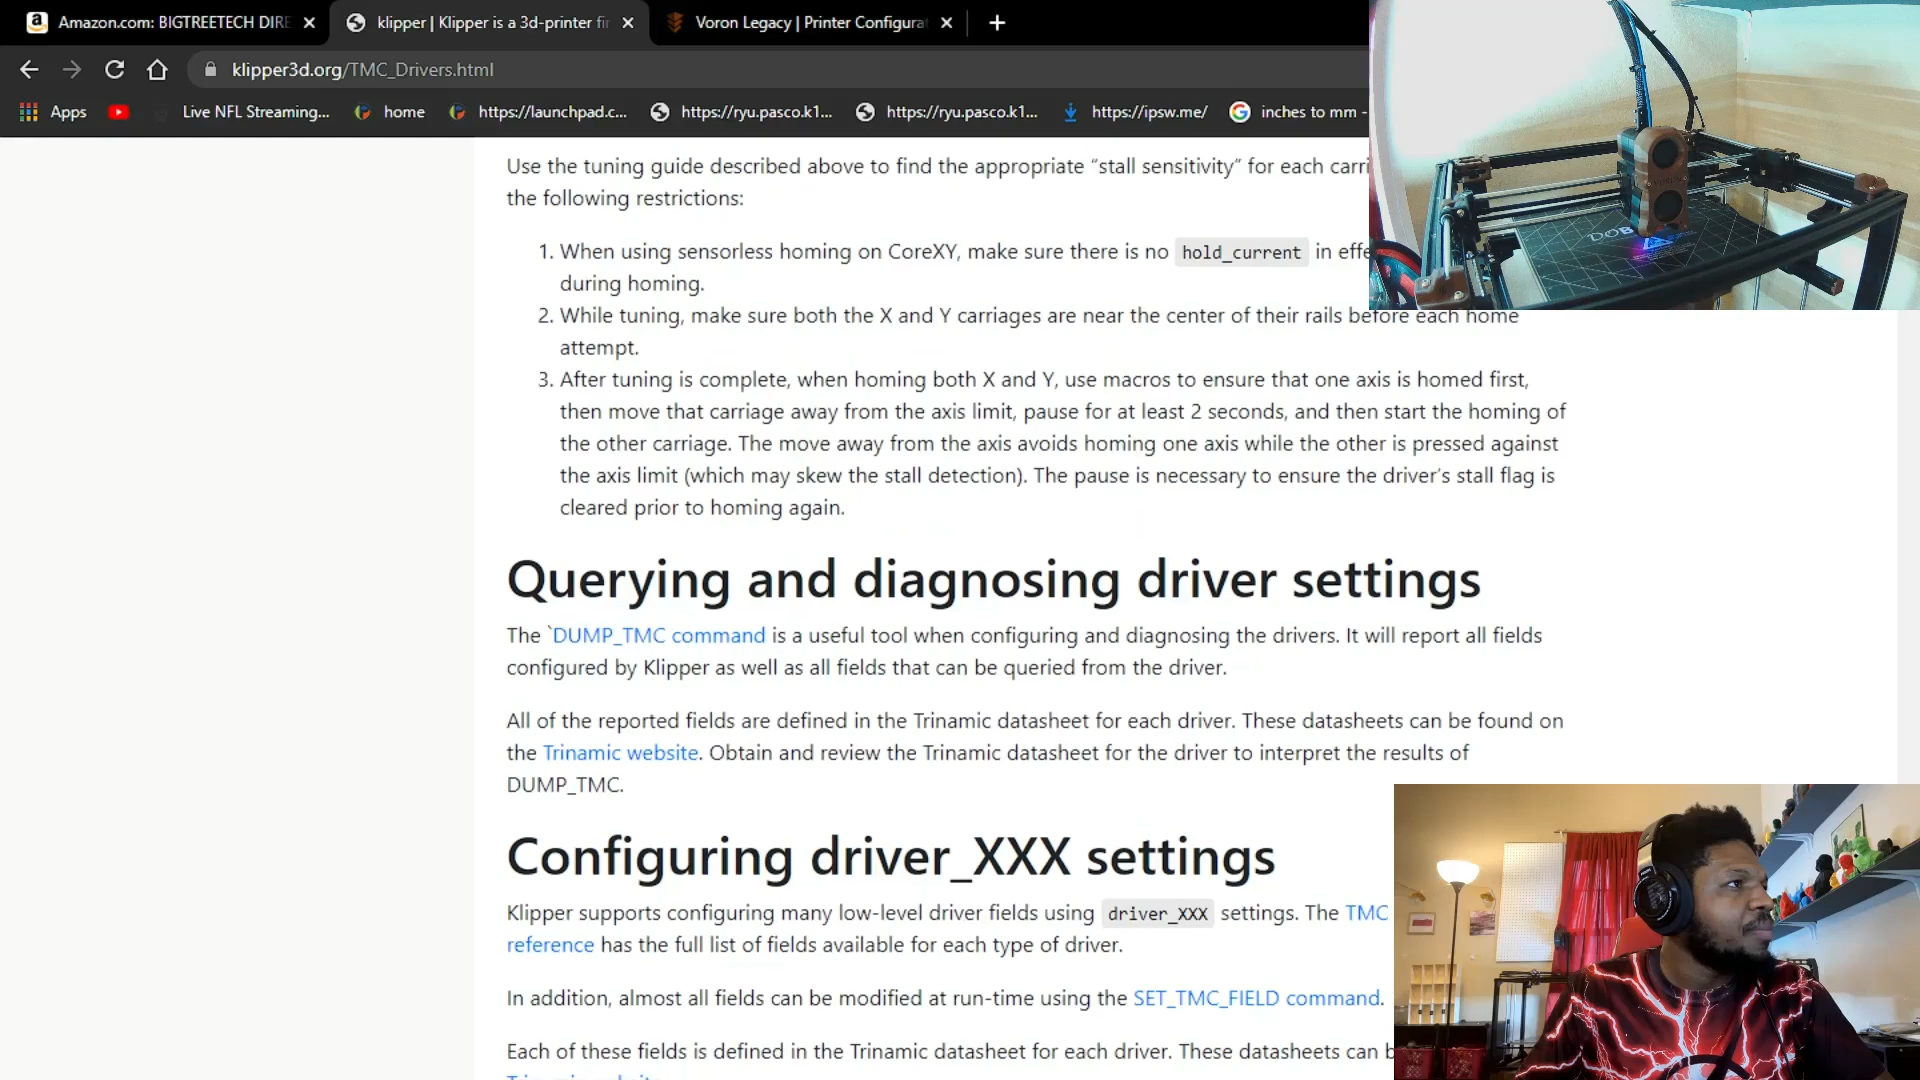 Amazon.com: BIGTREETECH DIRE
klipper | Klipper is a 3d-printer fir
Voron Legacy | Printer Configurat
klipper3d.org/TMC_Drivers.html
Apps
Live NFL Streaming...
home
https://launchpad.c...
https://ryu.pasco.k1...
https://ryu.pasco.k1...
https://ipsw.me/
inches to mm -
Use the tuning guide described above to find the appropriate “stall sensitivity” for each carri
the following restrictions:
1. When using sensorless homing on CoreXY, make sure there is no hold_current in effe
during homing.
2. While tuning, make sure both the X and Y carriages are near the center of their rails before each home
attempt.
3. After tuning is complete, when homing both X and Y, use macros to ensure that one axis is homed first,
then move that carriage away from the axis limit, pause for at least 2 seconds, and then start the homing of
the other carriage. The move away from the axis avoids homing one axis while the other is pressed against
the axis limit (which may skew the stall detection). The pause is necessary to ensure the driver’s stall flag is
cleared prior to homing again.
Querying and diagnosing driver settings
The `DUMP_TMC command is a useful tool when configuring and diagnosing the drivers. It will report all fields
configured by Klipper as well as all fields that can be queried from the driver.
All of the reported fields are defined in the Trinamic datasheet for each driver. These datasheets can be found on
the Trinamic website. Obtain and review the Trinamic datasheet for the driver to interpret the results of
DUMP_TMC.
Configuring driver_XXX settings
Klipper supports configuring many low-level driver fields using driver_XXX settings. The TMC
reference has the full list of fields available for each type of driver.
In addition, almost all fields can be modified at run-time using the SET_TMC_FIELD command.
Each of these fields is defined in the Trinamic datasheet for each driver. These datasheets can b
Trinamic website